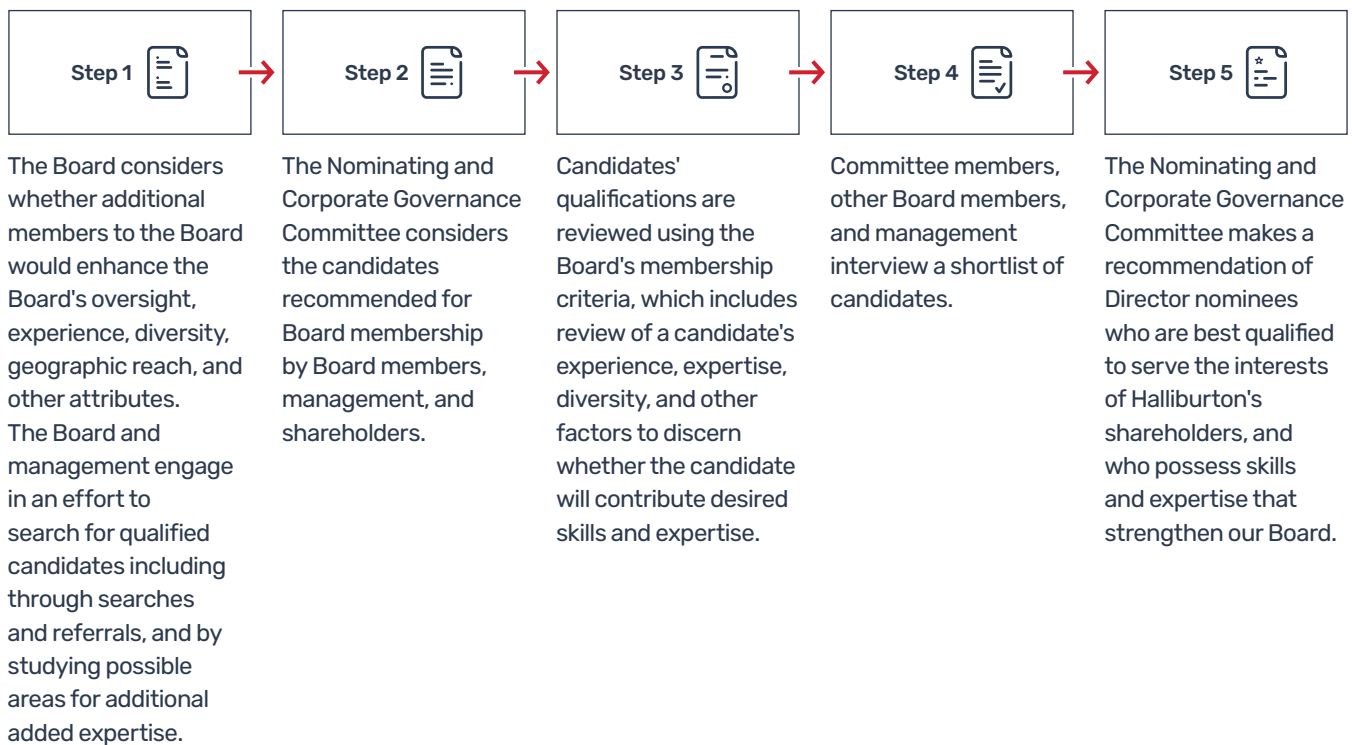 Step 1
The Board considers
whether additional
members to the Board
would enhance the
Board's oversight,
experience, diversity,
geographic reach, and
other attributes.
The Board and
management engage
in an effort to
search for qualified
candidates including
through searches
and referrals, and by
studying possible
areas for additional
added expertise.
Step 2
The Nominating and
Corporate Governance
Committee considers
the candidates
recommended for
Board membership
by Board members,
management, and
shareholders.
Step 3
Candidates'
qualifications are
reviewed using the
Board's membership
criteria, which includes
review of a candidate's
experience, expertise,
diversity, and other
factors to discern
whether the candidate
will contribute desired
skills and expertise.
Step 4
Committee members,
other Board members,
and management
interview a shortlist of
candidates.
Step 5
The Nominating and
Corporate Governance
Committee makes a
recommendation of
Director nominees
who are best qualified
to serve the interests
of Halliburton's
shareholders, and
who possess skills
and expertise that
strengthen our Board.